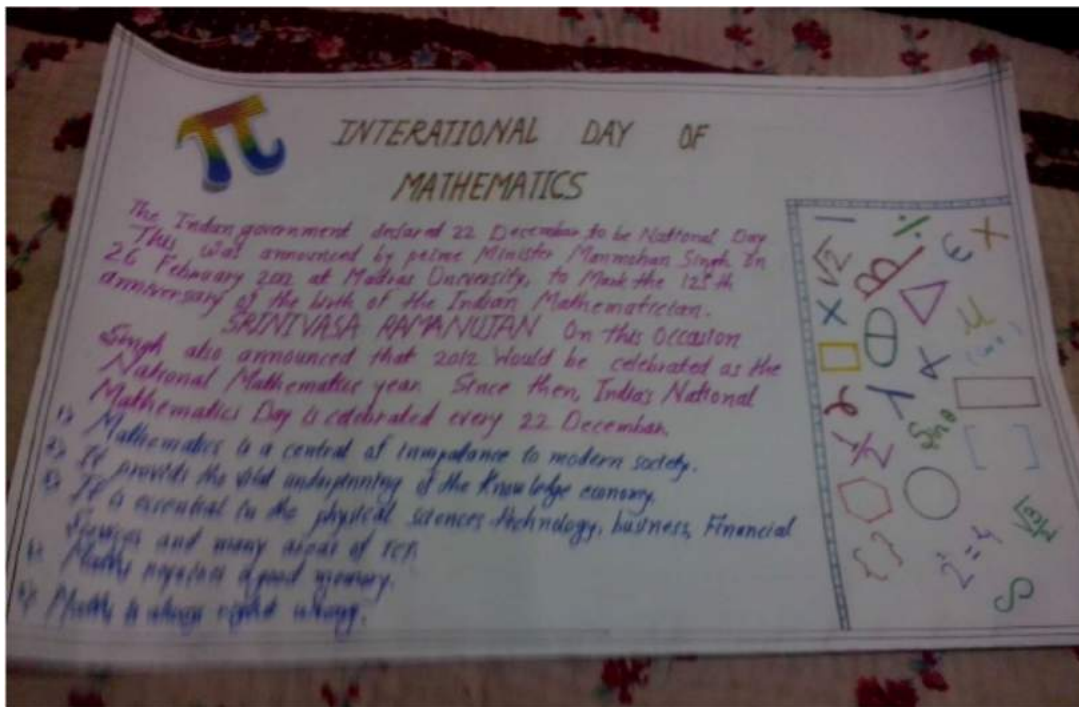 π
INTERATIONAL DAY OF
MATHEMATICS
The Indian government declared 22 December, to be National Day
This was announced by prime Minister Manmohan Singh on
26 February 2012 at Madras University, to Mark the 125th
anniversary of the birth of the Indian Mathematician.
SRINIVASA RAMANUJAN On this Occasion
Singh also announced that 2012 Would be celebrated as the
National Mathematics year. Since then, India's National
Mathematics Day is celebrated every 22 December.
1) Mathematics is a central of importance to modern society.
2) It provides the vital underpinning of the Knowledge economy.
3) It is essential in the physical sciences technology, business, Financial
Services and many areas of ICT.
4) Maths a good memory.
5) Maths is always right
√2
Sin θ
1/2
{ }
[ ]
2²=4